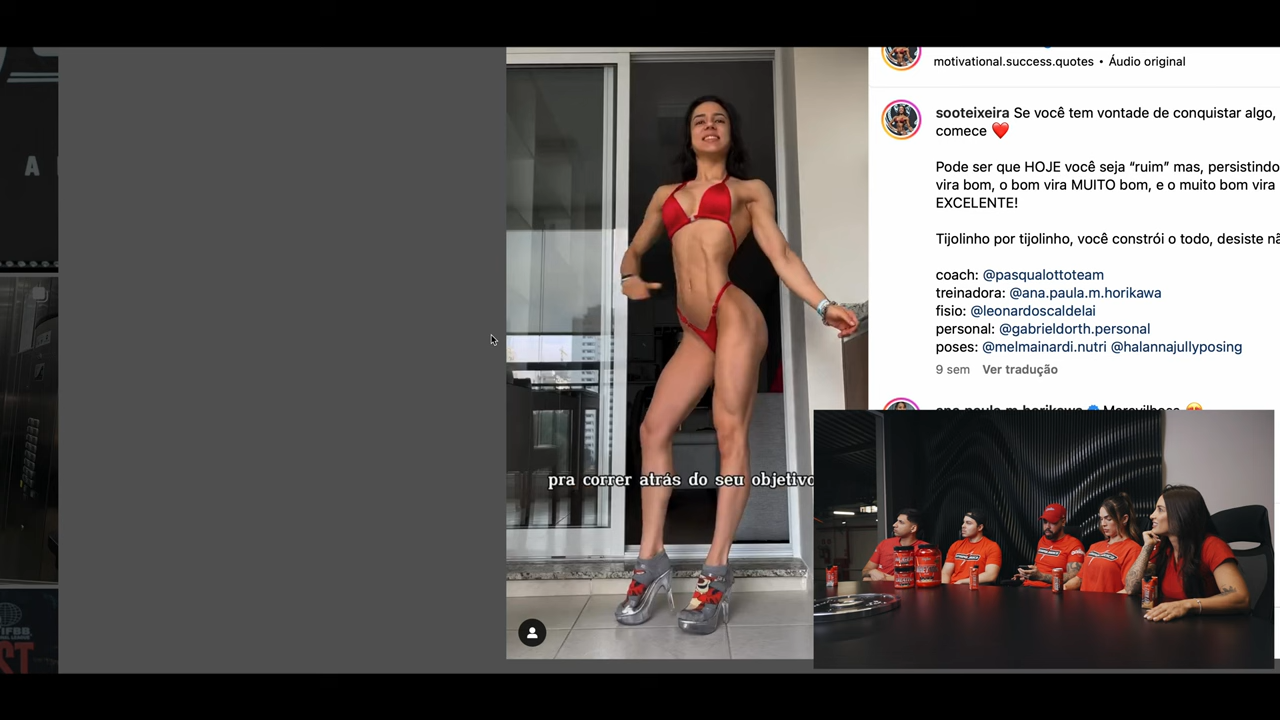 motivational.success.quotes • Áudio original
sooteixeira Se você tem vontade de conquistar algo,
comece ❤️
Pode ser que HOJE você seja “ruim” mas, persistindo
vira bom, o bom vira MUITO bom, e o muito bom vira
EXCELENTE!
Tijolinho por tijolinho, você constrói o todo, desiste nã
coach: @pasqualottoteam
treinadora: @ana.paula.m.horikawa
fisio: @leonardoscaldelai
personal: @gabrieldorth.personal
poses: @melmainardi.nutri @halannajullyposing
9 sem Ver tradução
pra correr atrás do seu objetivo
A
IFBB
ST